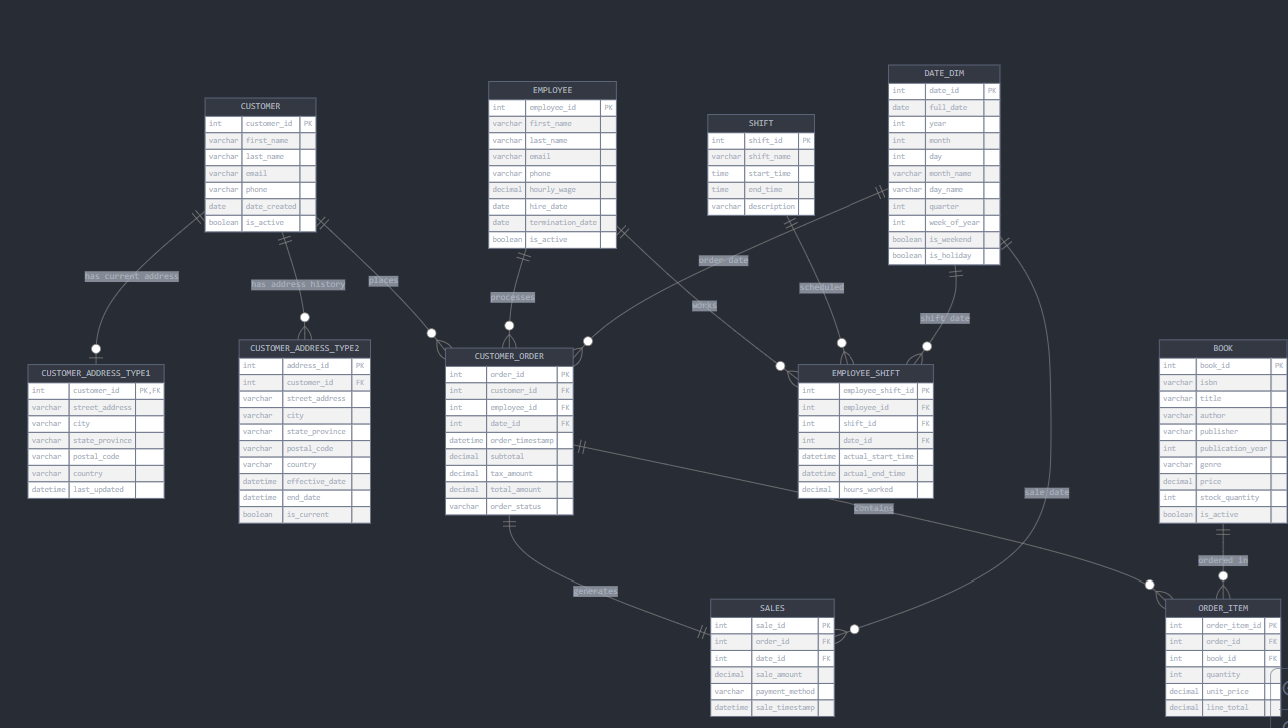 CUSTOMER
int customer_id PK
varchar first_name
varchar last_name
varchar email
varchar phone
date date_created
boolean is_active
EMPLOYEE
int employee_id PK
varchar first_name
varchar last_name
varchar email
varchar phone
decimal hourly_wage
date hire_date
date termination_date
boolean is_active
SHIFT
int shift_id PK
varchar shift_name
time start_time
time end_time
varchar description
DATE_DIM
int date_id PK
date full_date
int year
int month
int day
varchar month_name
varchar day_name
int quarter
int week_of_year
boolean is_weekend
boolean is_holiday
has current address
has address history
places
processes
order date
works
scheduled
shift date
CUSTOMER_ADDRESS_TYPE1
int customer_id PK,FK
varchar street_address
varchar city
varchar state_province
varchar postal_code
varchar country
datetime last_updated
CUSTOMER_ADDRESS_TYPE2
int address_id PK
int customer_id FK
varchar street_address
varchar city
varchar state_province
varchar postal_code
varchar country
datetime effective_date
datetime end_date
boolean is_current
CUSTOMER_ORDER
int order_id PK
int customer_id FK
int employee_id FK
int date_id FK
datetime order_timestamp
decimal subtotal
decimal tax_amount
decimal total_amount
varchar order_status
EMPLOYEE_SHIFT
int employee_shift_id PK
int employee_id FK
int shift_id FK
int date_id FK
datetime actual_start_time
datetime actual_end_time
decimal hours_worked
BOOK
int book_id PK
varchar isbn
varchar title
varchar author
varchar publisher
int publication_year
varchar genre
decimal price
int stock_quantity
boolean is_active
sale date
contains
ordered in
generates
SALES
int sale_id PK
int order_id FK
int date_id FK
decimal sale_amount
varchar payment_method
datetime sale_timestamp
ORDER_ITEM
int order_item_id PK
int order_id FK
int book_id FK
int quantity
decimal unit_price
decimal line_total